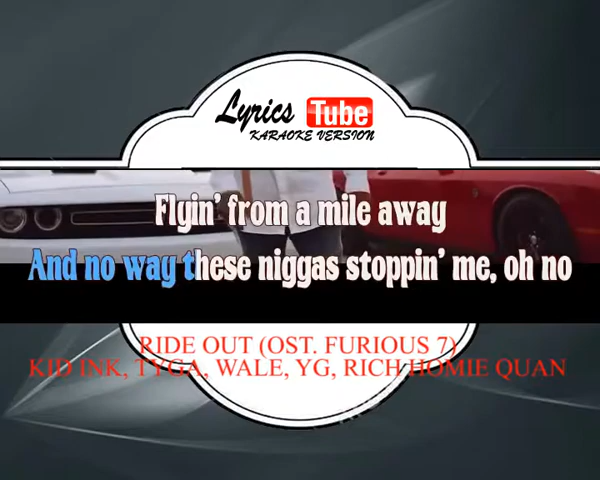 Lyrics Tube
KARAOKE VERSION
Flyin' from a mile away
And no way these niggas stoppin' me, oh no
RIDE OUT (OST. FURIOUS 7)
KID INK, TYGA, WALE, YG, RICH HOMIE QUAN